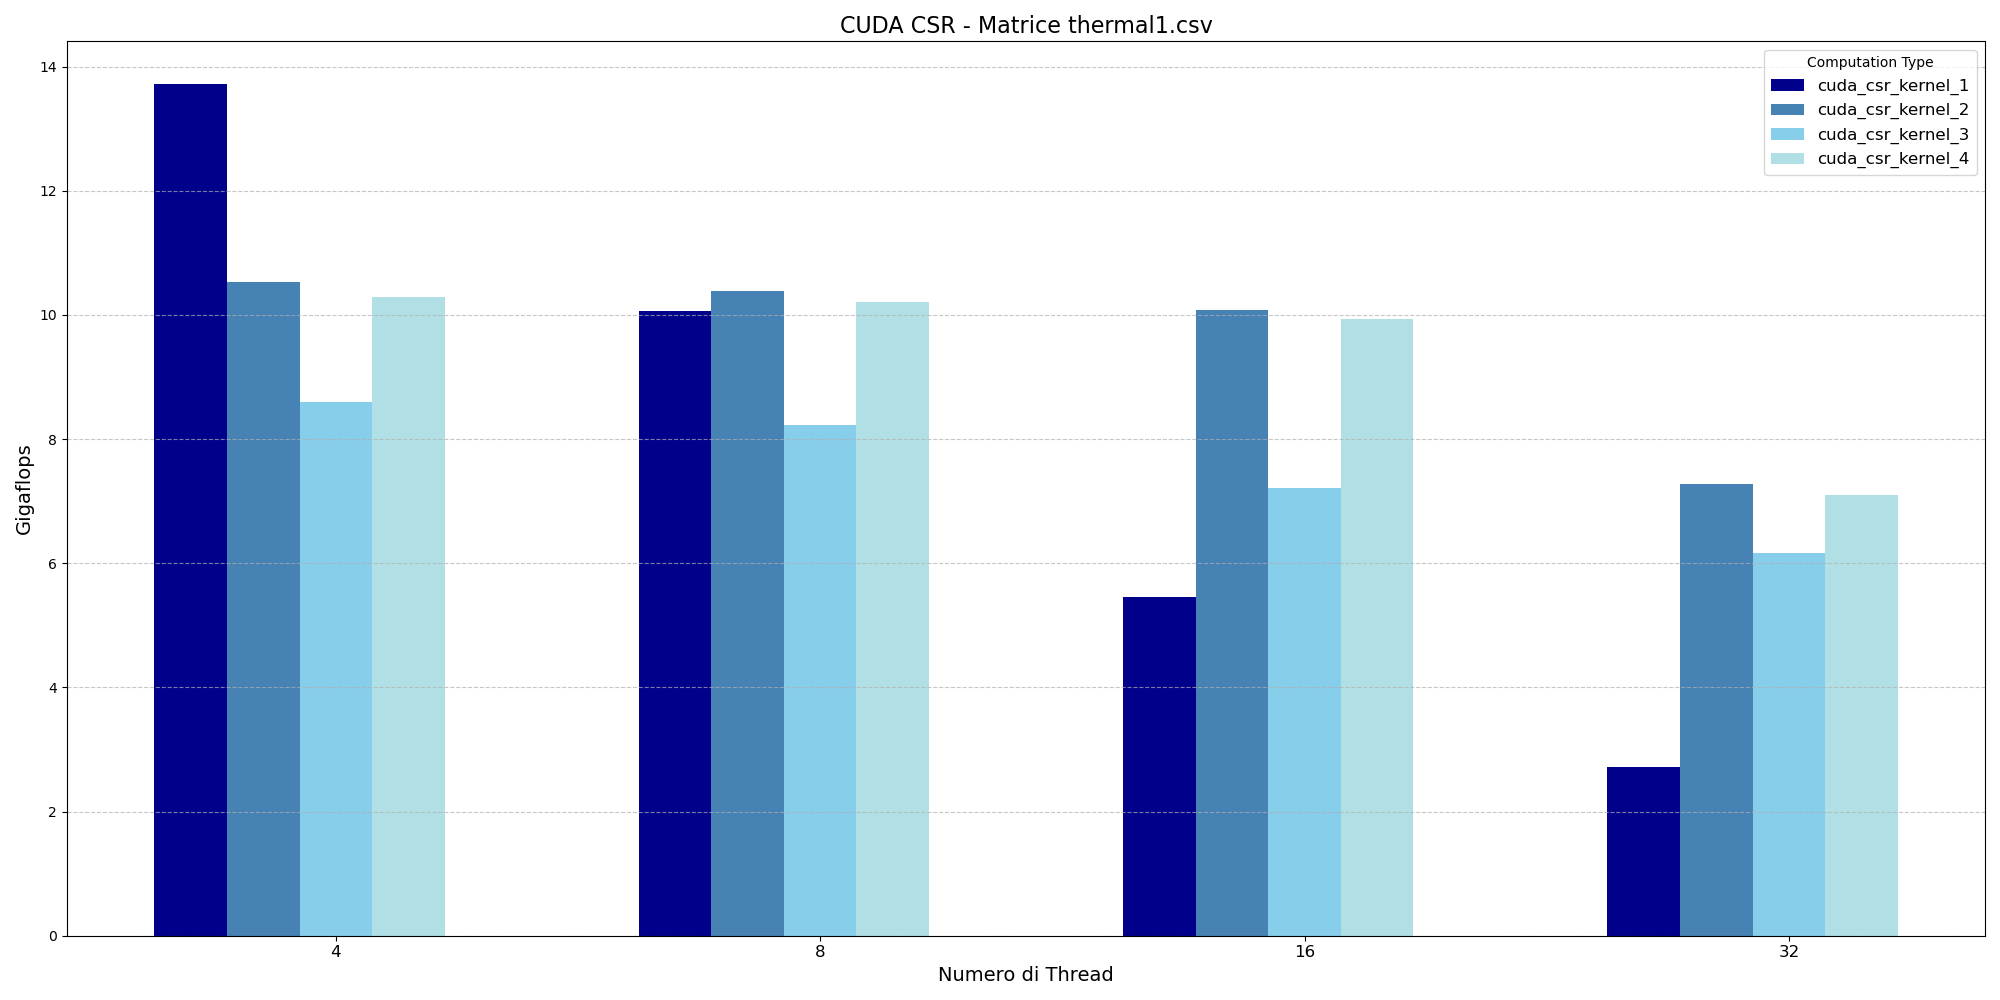 CUDA CSR - Matrice thermal1.csv
Computation Type
cuda_csr_kernel_1
cuda_csr_kernel_2
cuda_csr_kernel_3
cuda_csr_kernel_4
Gigaflops
14
12
10
8
6
4
2
0
4 8 16 32
Numero di Thread